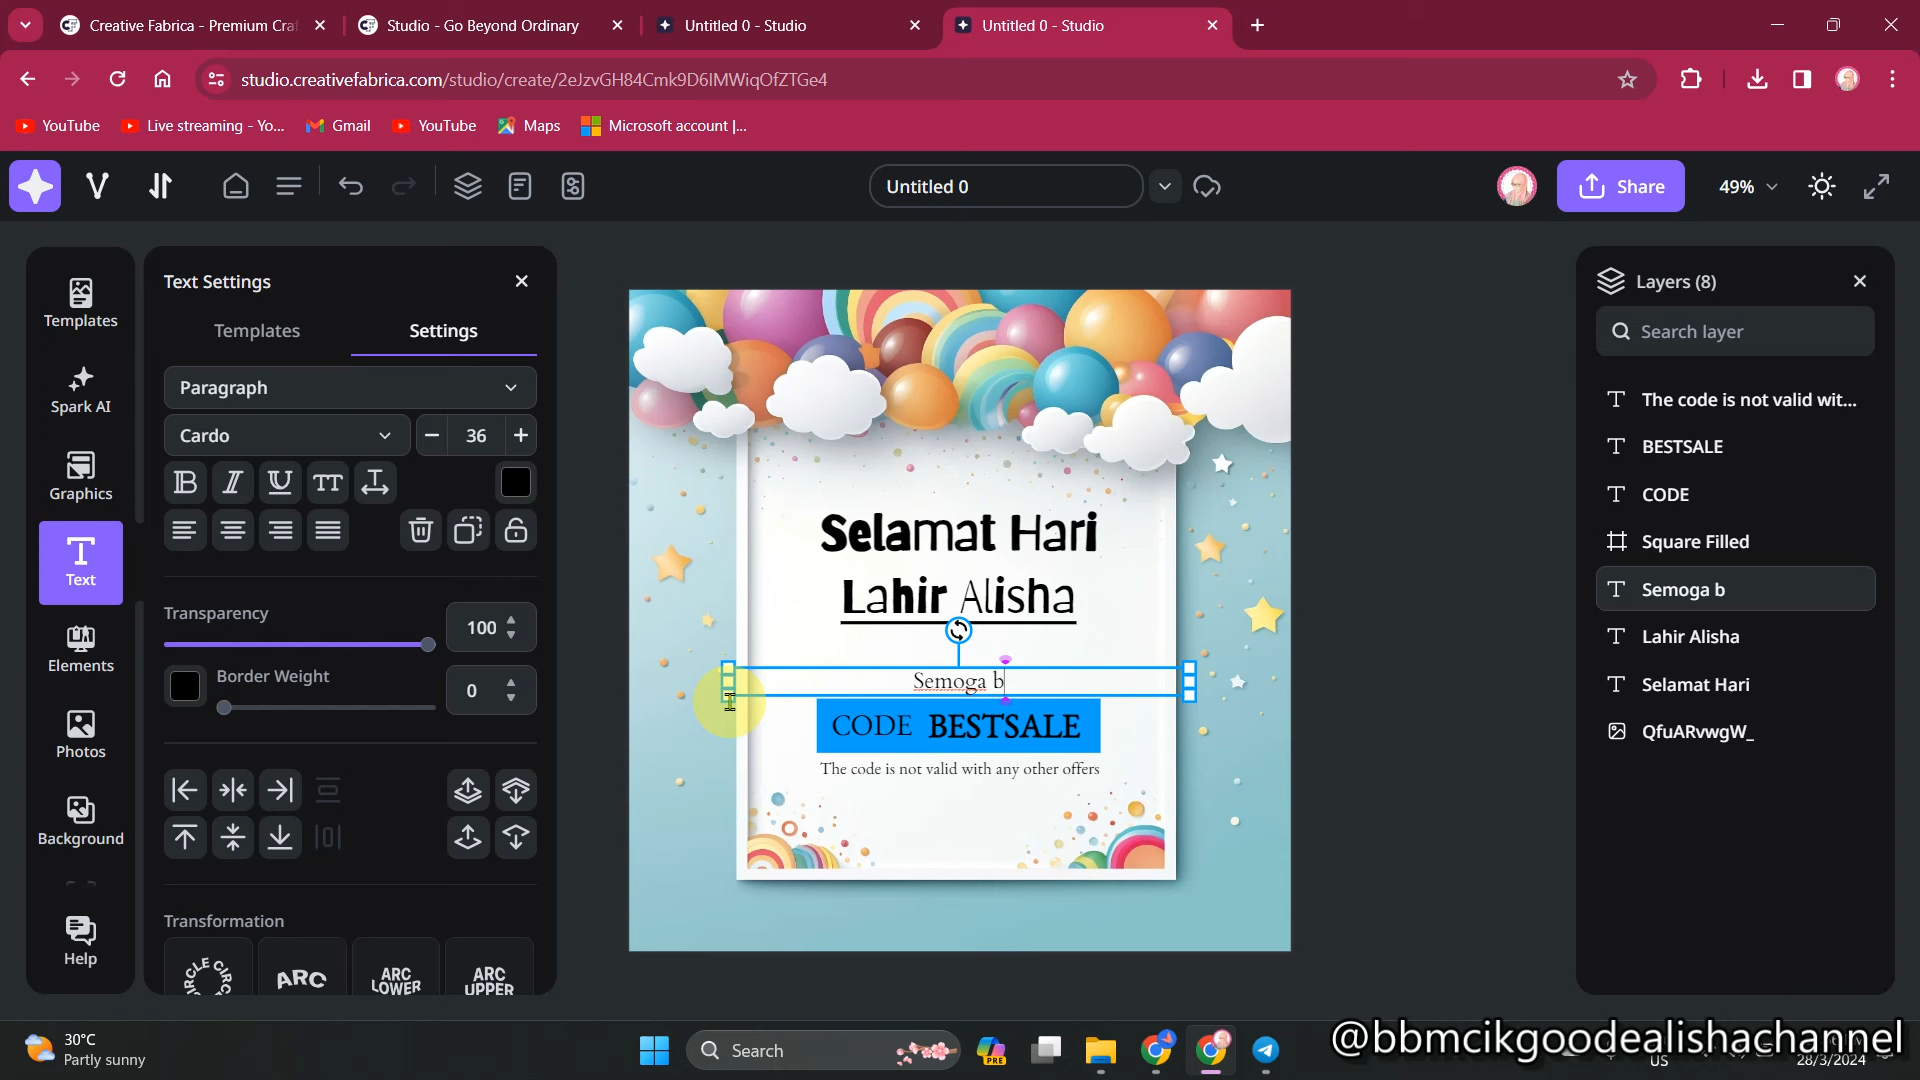 Creative Fabrica - Premium Craf
Studio - Go Beyond Ordinary
Untitled 0 - Studio
Untitled 0 - Studio
studio.creativefabrica.com/studio/create/2eJzvGH84Cmk9D6IMWiqOfZTGe4
YouTube
Live streaming - Yo...
Gmail
YouTube
Maps
Microsoft account |...
Untitled 0
Share
49%
Templates
Spark AI
Graphics
Text
Elements
Photos
Background
Help
Text Settings
Templates
Settings
Paragraph
Cardo
36
Transparency
100
Border Weight
0
Transformation
CIRCLE CIRC
ARC
ARC LOWER
ARC UPPER
Selamat Hari
Lahir Alisha
Semoga b
CODE BESTSALE
The code is not valid with any other offers
Layers (8)
Search layer
The code is not valid wit...
BESTSALE
CODE
Square Filled
Semoga b
Lahir Alisha
Selamat Hari
QfuARvwgW_
30°C
Partly sunny
Search
PRE
@bbmcikgoodealishachannel
US
28/3/2024